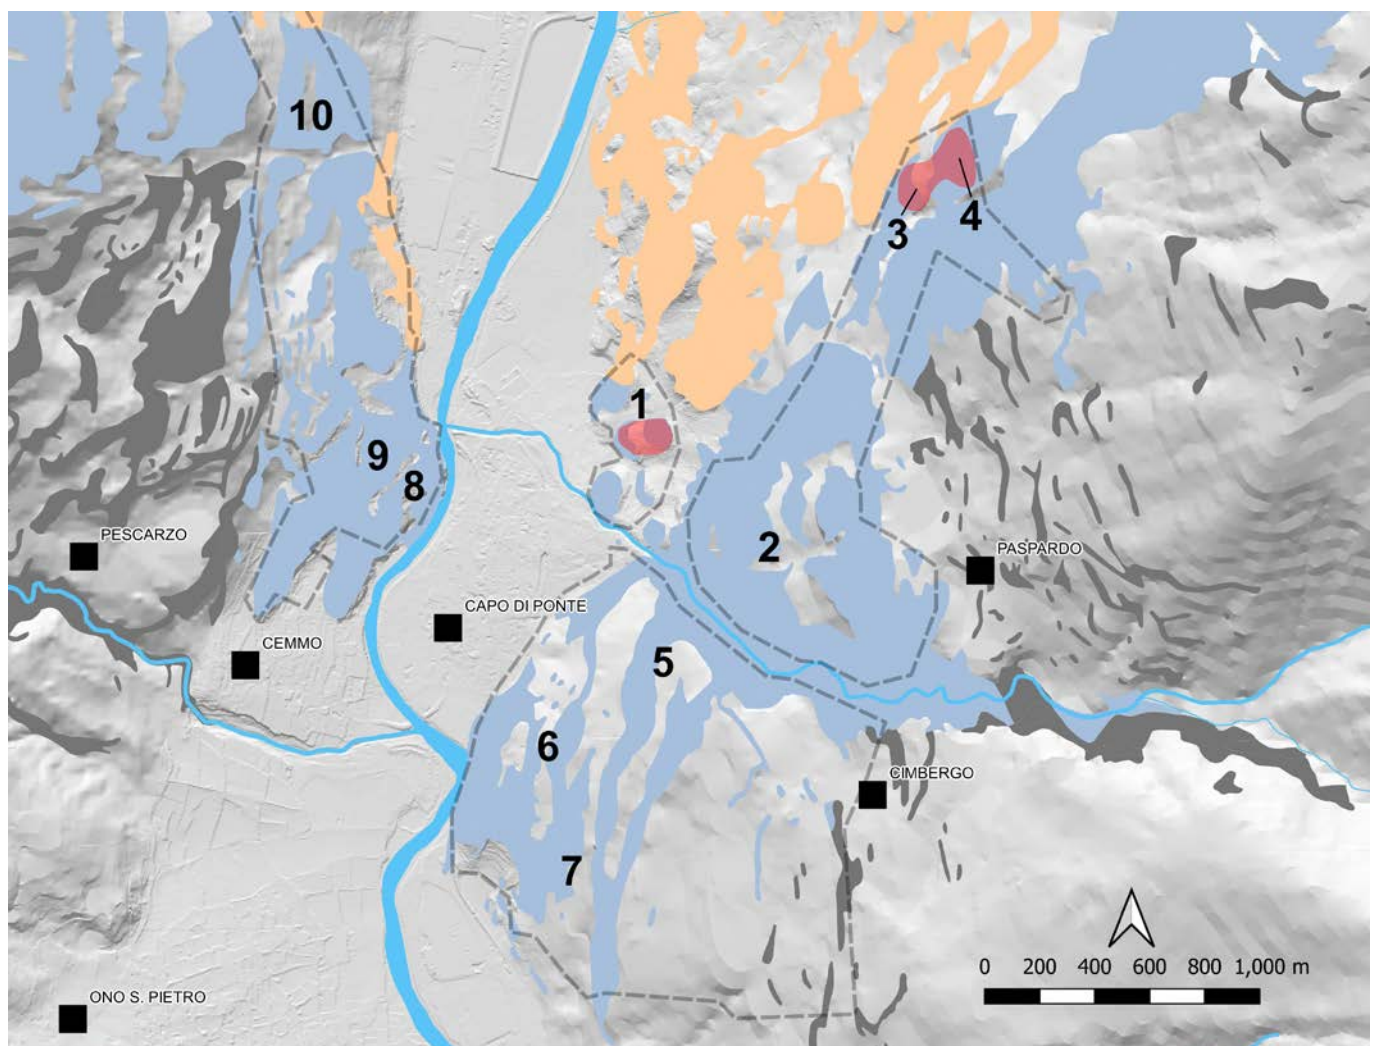 10
3
4
1
9
8
2
PESCARZO
PASPARDO
CAPO DI PONTE
CEMMO
5
6
CIMBERGO
7
0 200 400 600 800 1,000 m
ONO S. PIETRO